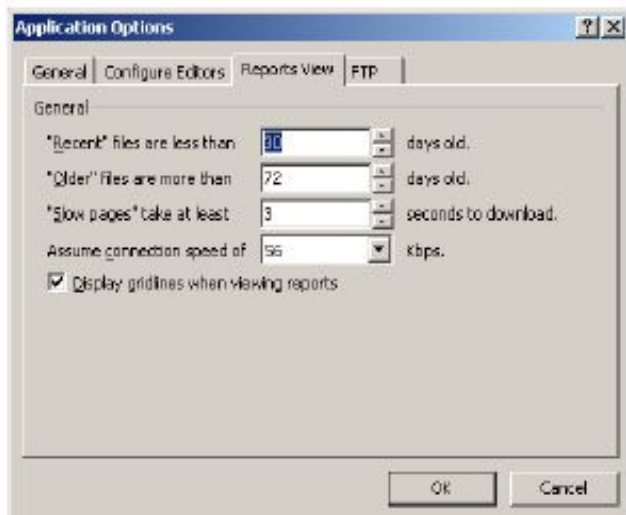 Application Options
General Configure Editors Reports View FTP
General
"Recent" files are less than 30 days old.
"Older" files are more than 72 days old.
"Slow pages" take at least 3 seconds to download.
Assume connection speed of 56 Kbps.
Display gridlines when viewing reports
OK Cancel